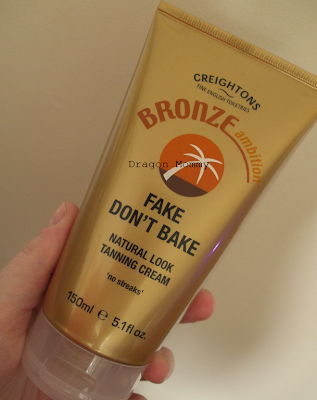 CREIGHTONS
FINE ENGLISH TOILETRIES
BRONZE
ambition
Dragon Mommy
FAKE
DON'T BAKE
NATURAL LOOK
TANNING CREAM
'no streaks'
150ml e 5.1fl oz.